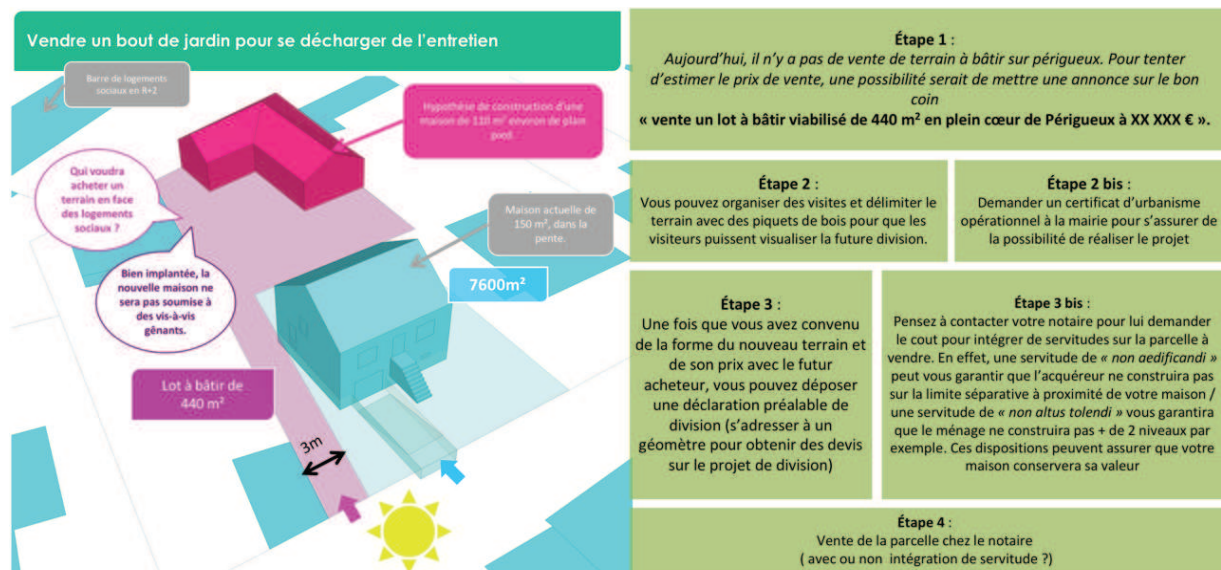 Vendre un bout de jardin pour se décharger de l'entretien
Barre de logements
sociaux en R+2
Hypothèse de construction d'une
maison de 110 m² environ de plain
pied
Qui voudra
acheter un
terrain en face
des logements
sociaux ?
Maison actuelle de
150 m², dans la
pente.
Bien implantée, la
nouvelle maison ne
sera pas soumise à
des vis-à-vis
gênants.
7600m²
Lot à bâtir de
440 m²
3m
Étape 1 :
Aujourd'hui, il n'y a pas de vente de terrain à bâtir sur périgueux. Pour tenter
d'estimer le prix de vente, une possibilité serait de mettre une annonce sur le bon
coin
« vente un lot à bâtir viabilisé de 440 m² en plein cœur de Périgueux à XX XXX € ».
Étape 2 :
Vous pouvez organiser des visites et délimiter le
terrain avec des piquets de bois pour que les
visiteurs puissent visualiser la future division.
Étape 2 bis :
Demander un certificat d'urbanisme
opérationnel à la mairie pour s'assurer de
la possibilité de réaliser le projet
Étape 3 :
Une fois que vous avez convenu
de la forme du nouveau terrain et
de son prix avec le futur
acheteur, vous pouvez déposer
une déclaration préalable de
division (s'adresser à un
géomètre pour obtenir des devis
sur le projet de division)
Étape 3 bis :
Pensez à contacter votre notaire pour lui demander
le cout pour intégrer de servitudes sur la parcelle à
vendre. En effet, une servitude de « non aedificandi »
peut vous garantir que l'acquéreur ne construira pas
sur la limite séparative à proximité de votre maison /
une servitude de « non altus tolendi » vous garantira
que le ménage ne construira pas + de 2 niveaux par
exemple. Ces dispositions peuvent assurer que votre
maison conservera sa valeur
Étape 4 :
Vente de la parcelle chez le notaire
( avec ou non intégration de servitude ?)